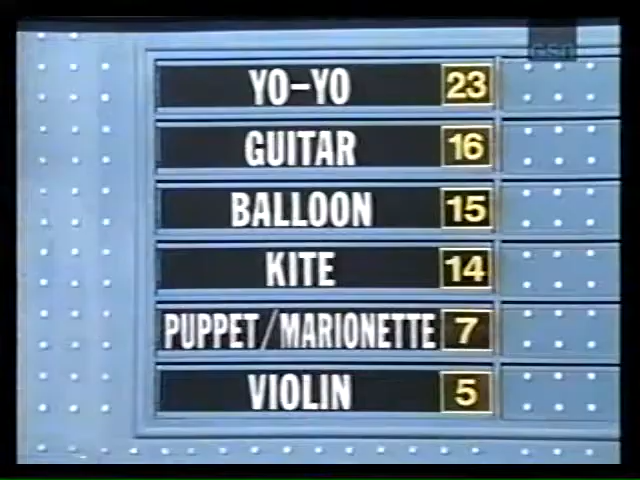 GSN
YO-YO 23
GUITAR 16
BALLOON 15
KITE 14
PUPPET/MARIONETTE 7
VIOLIN 5